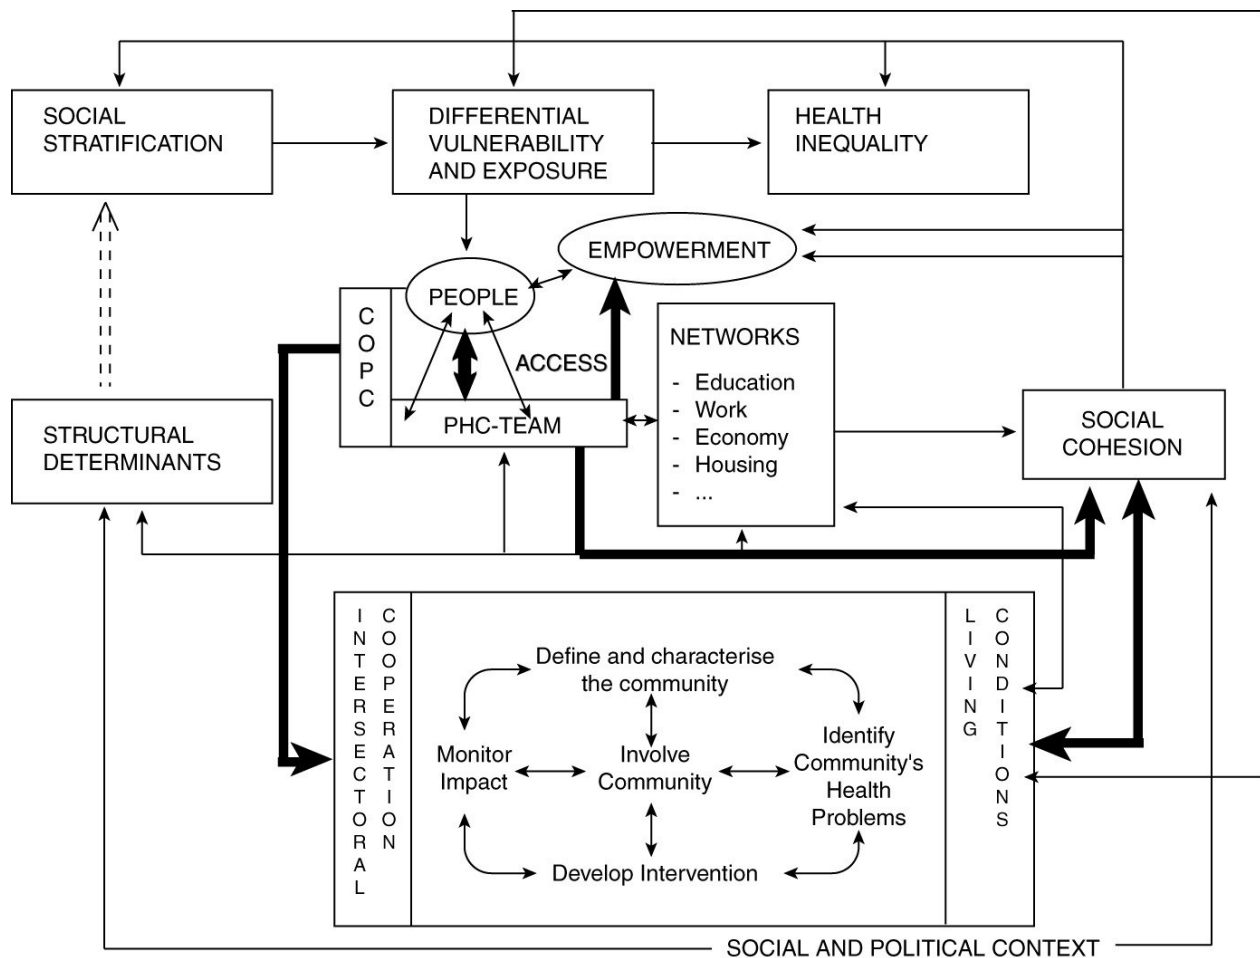 SOCIAL
STRATIFICATION
DIFFERENTIAL
VULNERABILITY
AND EXPOSURE
HEALTH
INEQUALITY
EMPOWERMENT
PEOPLE
COPC
ACCESS
PHC-TEAM
NETWORKS
- Education
- Work
- Economy
- Housing
- ...
STRUCTURAL
DETERMINANTS
SOCIAL
COHESION
INTERSECTORAL
COOPERATION
Define and characterise
the community
Monitor
Impact
Involve
Community
Identify
Community's
Health
Problems
Develop Intervention
LIVING
CONDITIONS
SOCIAL AND POLITICAL CONTEXT